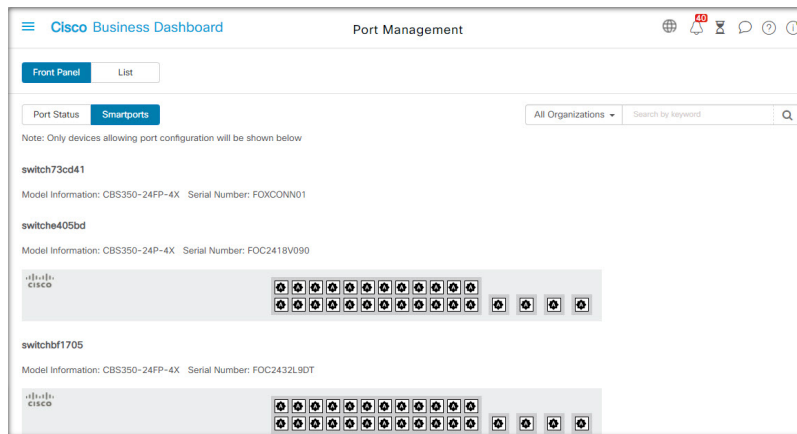 Cisco Business Dashboard
Port Management
40
Front Panel
List
Port Status
Smartports
All Organizations
Search by keyword
Note: Only devices allowing port configuration will be shown below
switch73cd41
Model Information: CBS350-24FP-4X Serial Number: FOXCONN01
switche405bd
Model Information: CBS350-24P-4X Serial Number: FOC2418V090
CISCO
switchbf1705
Model Information: CBS350-24FP-4X Serial Number: FOC2432L9DT
CISCO